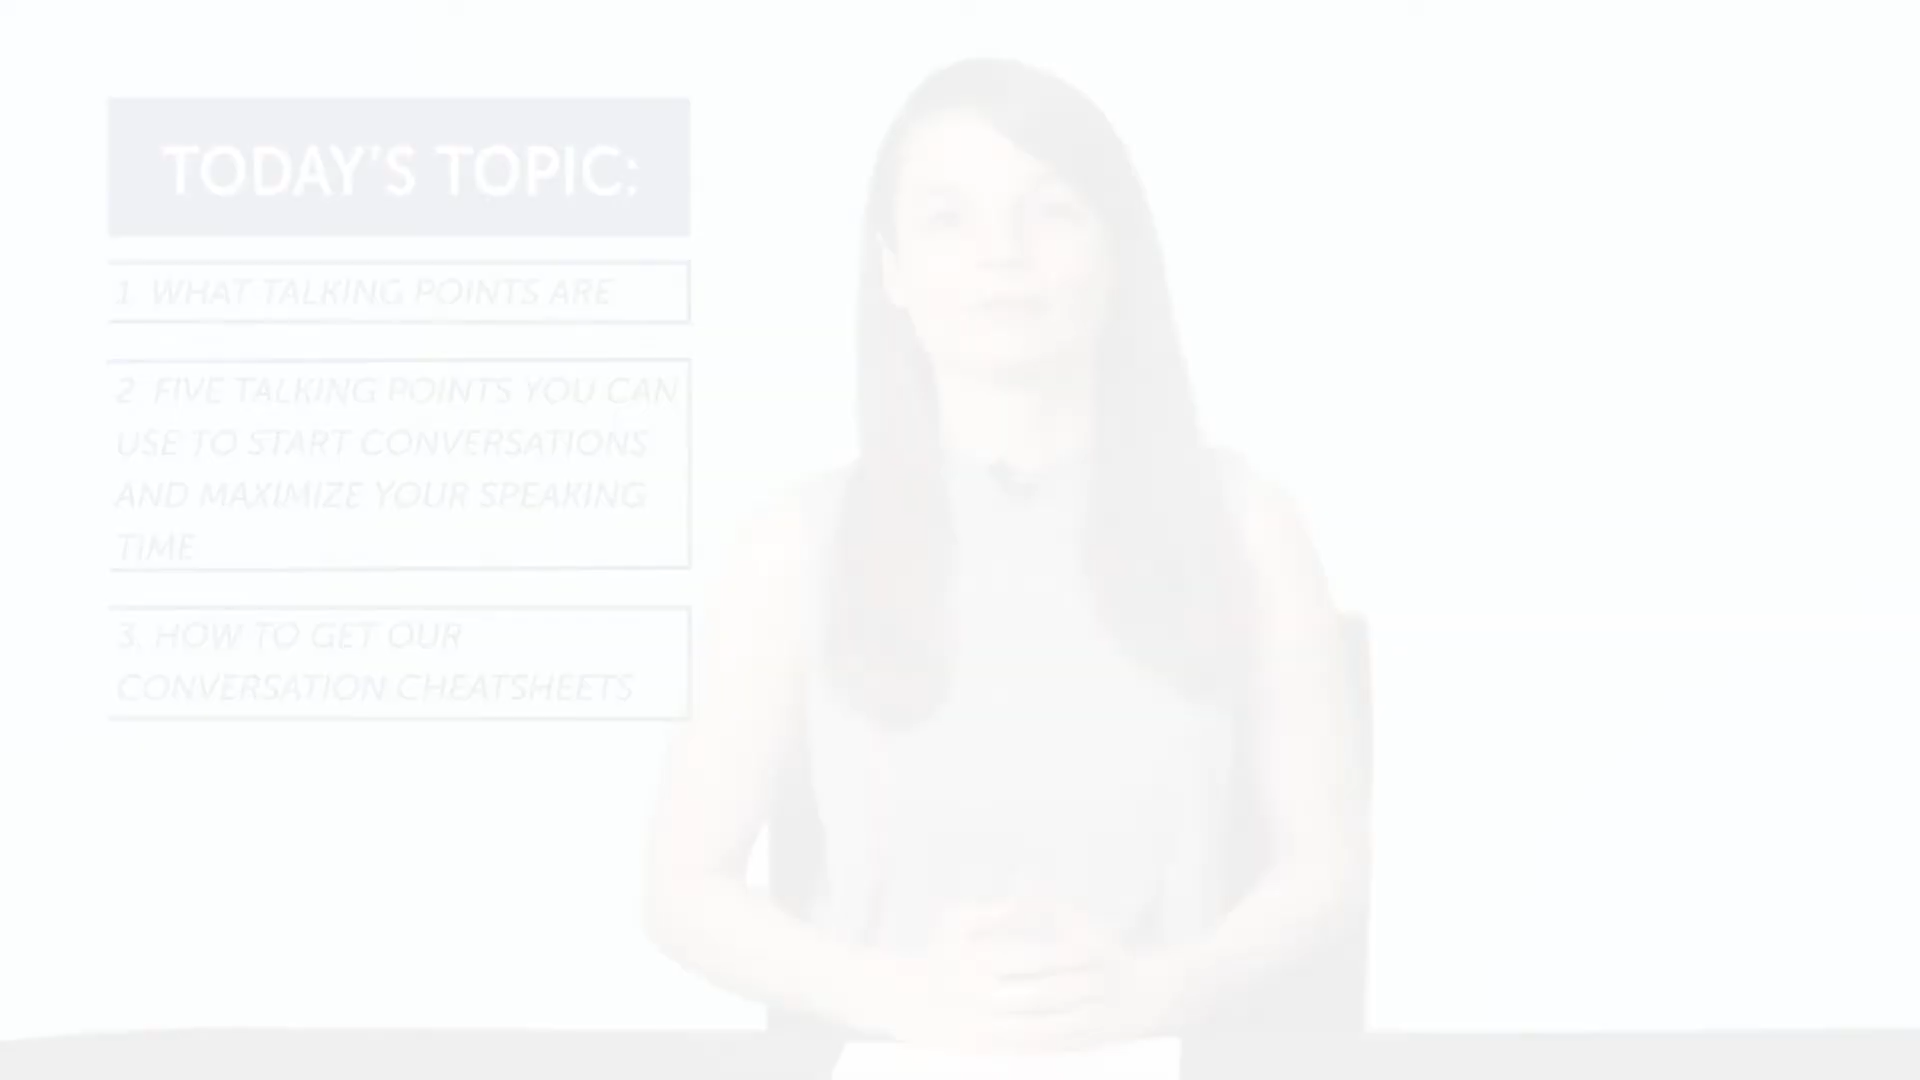 TODAY'S TOPIC:
1. WHAT TALKING POINTS ARE
2. FIVE TALKING POINTS YOU CAN
USE TO START CONVERSATIONS
AND MAXIMIZE YOUR SPEAKING
TIME
3. HOW TO GET OUR
CONVERSATION CHEATSHEETS